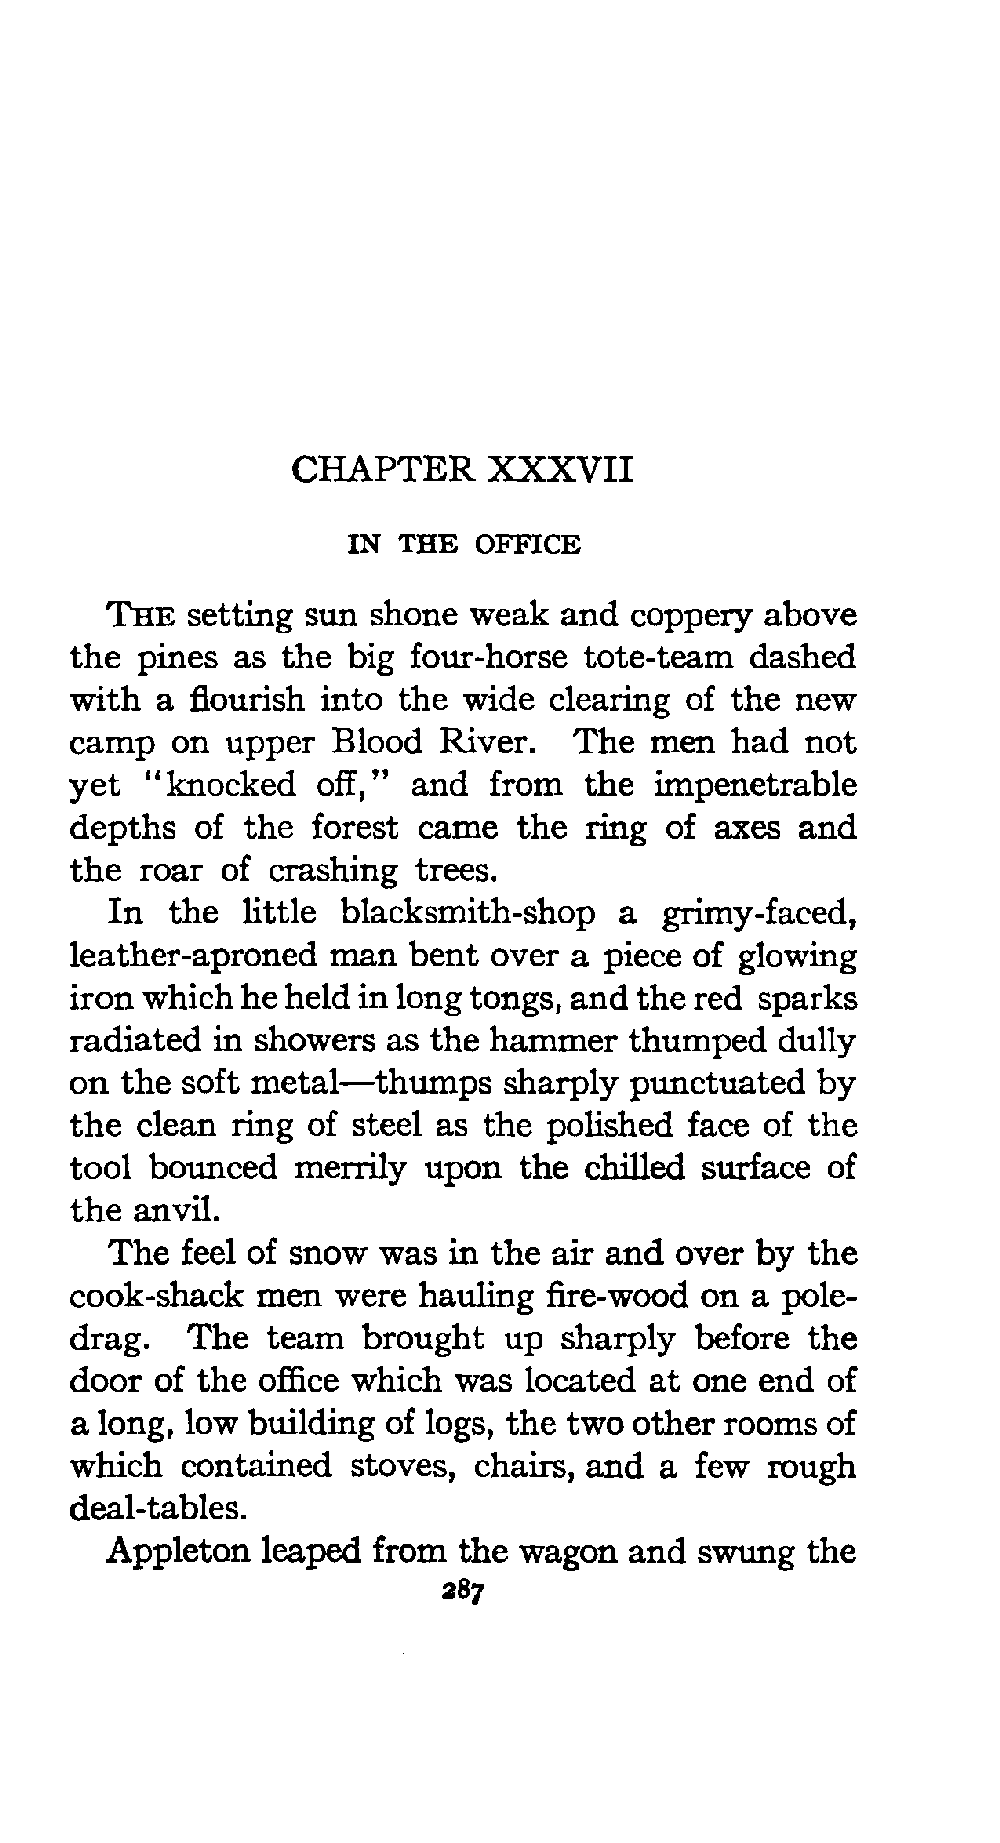 CHAPTER XXXVII
IN THE OFFICE
THE setting sun shone weak and coppery above
the pines as the big four-horse tote-team dashed
with a flourish into the wide clearing of the new
camp on upper Blood River. The men had not
yet "knocked off," and from the impenetrable
depths of the forest came the ring of axes and
the roar of crashing trees.
In the little blacksmith-shop a grimy-faced,
leather-aproned man bent over a piece of glowing
iron which he held in long tongs, and the red sparks
radiated in showers as the hammer thumped dully
on the soft metal—thumps sharply punctuated by
the clean ring of steel as the polished face of the
tool bounced merrily upon the chilled surface of
the anvil.
The feel of snow was in the air and over by the
cook-shack men were hauling fire-wood on a pole-
drag. The team brought up sharply before the
door of the office which was located at one end of
a long, low building of logs, the two other rooms of
which contained stoves, chairs, and a few rough
deal-tables.
Appleton leaped from the wagon and swung the
287